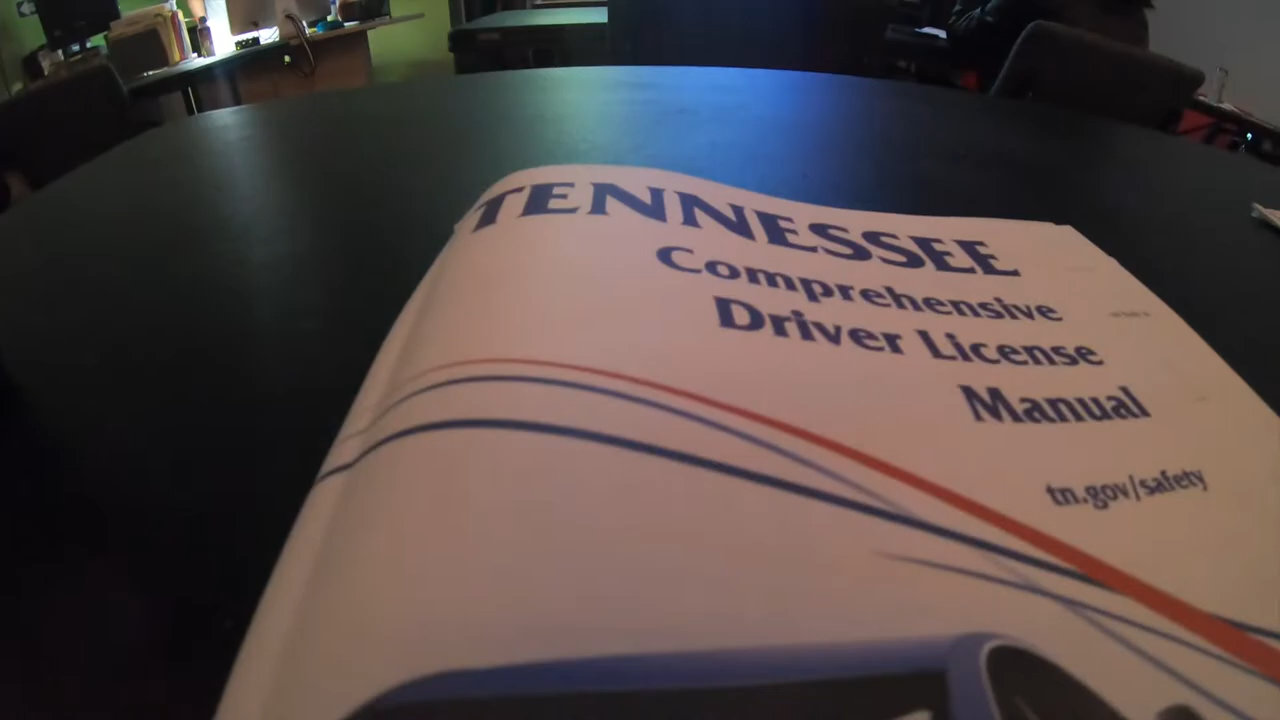 TENNESSEE
Comprehensive
Driver License
Manual
tn.gov/safety